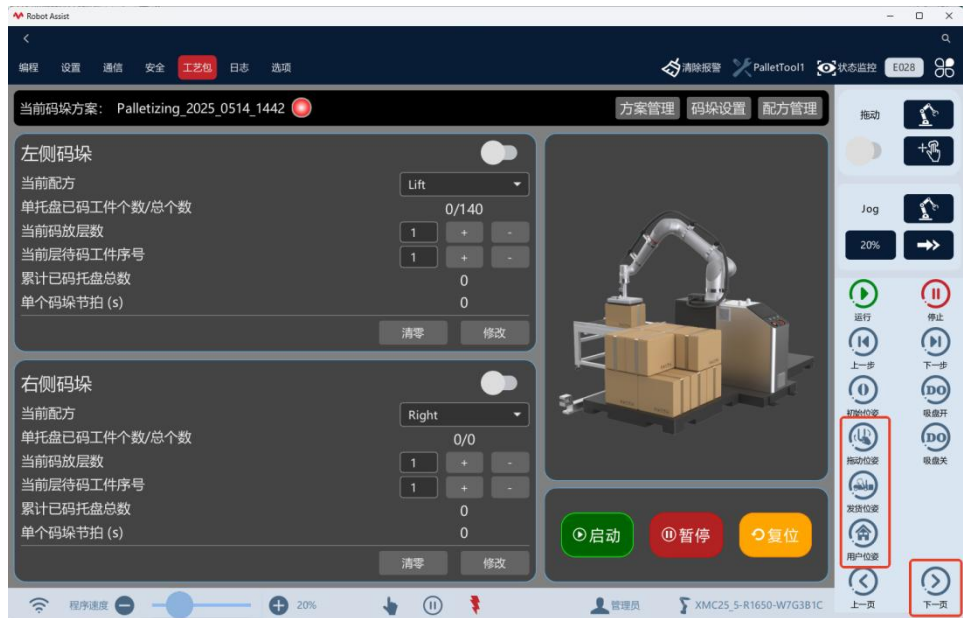 Robot Assist
编程 设置 通信 安全 工艺包 日志 选项 清除报警 PalletTool1 状态监控 E028
当前码垛方案: Palletizing_2025_0514_1442 方案管理 码垛设置 配方管理
拖动
左侧码垛
当前配方 Lift
单托盘已码工件个数/总个数 0/140
当前码放层数 1 + -
当前层待码工件序号 1 + -
累计已码托盘总数 0
单个码垛节拍 (s) 0
清零 修改
Jog
20%
右侧码垛
当前配方 Right
单托盘已码工件个数/总个数 0/0
当前码放层数 1 + -
当前层待码工件序号 1 + -
累计已码托盘总数 0
单个码垛节拍 (s) 0
清零 修改
启动 暂停 复位
运行 停止
上一步 下一步
初始位姿 DO 吸盘开
拖动位姿 DO 吸盘关
发货位姿
用户位姿
上一页 下一页
程序速度 20% 管理员 XMC25_5-R1650-W7G3B1C